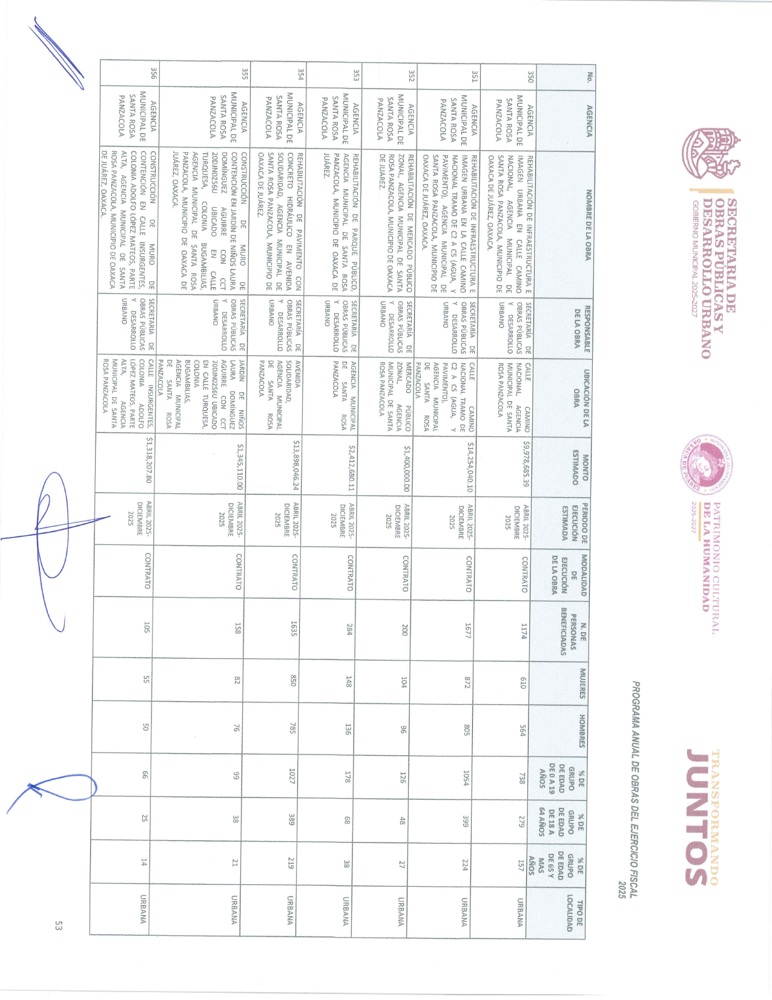 SECRETARÍA DE
OBRAS PÚBLICAS Y
DESARROLLO URBANO
GOBIERNO MUNICIPAL 2025-2027
HONORABLE AYUNTAMIENTO
OAXACA DE JUÁREZ
PATRIMONIO CULTURAL
DE LA HUMANIDAD
2025-2027
TRANSFORMANDO
JUNTOS
PROGRAMA ANUAL DE OBRAS DEL EJERCICIO FISCAL
2025
No.
AGENCIA
NOMBRE DE LA OBRA
RESPONSABLE
DE LA OBRA
UBICACIÓN DE LA
OBRA
MONTO
ESTIMADO
PERIODO DE
EJECUCIÓN
ESTIMADA
MODALIDAD
DE
EJECUCIÓN
DE LA OBRA
N. DE
PERSONAS
BENEFICIADAS
MUJERES
HOMBRES
% DE
GRUPO
DE EDAD
DE 0 A 19
AÑOS
% DE
GRUPO
DE EDAD
DE 18 A
64 AÑOS
% DE
GRUPO
DE EDAD
DE 65 Y
MAS
AÑOS
TIPO DE
LOCALIDAD
350
AGENCIA
MUNICIPAL DE
SANTA ROSA
PANZACOLA
REHABILITACIÓN DE INFRAESTRUCTURA E
IMAGEN URBANA EN CALLE CAMINO
NACIONAL, AGENCIA MUNICIPAL DE
SANTA ROSA PANZACOLA, MUNICIPIO DE
OAXACA DE JUÁREZ, OAXACA.
SECRETARÍA DE
OBRAS PÚBLICAS
Y DESARROLLO
URBANO
CALLE CAMINO
NACIONAL, AGENCIA
MUNICIPAL DE SANTA
ROSA PANZACOLA
$9,978,685.39
ABRIL 2025-
DICIEMBRE
2025
CONTRATO
1174
610
564
738
279
157
URBANA
351
AGENCIA
MUNICIPAL DE
SANTA ROSA
PANZACOLA
REHABILITACIÓN DE INFRAESTRUCTURA E
IMAGEN URBANA EN LA CALLE CAMINO
NACIONAL TRAMO DE C2 A C5 (AGUA, Y
PAVIMENTO), AGENCIA MUNICIPAL DE
SANTA ROSA PANZACOLA, MUNICIPIO DE
OAXACA DE JUÁREZ, OAXACA.
SECRETARÍA DE
OBRAS PÚBLICAS
Y DESARROLLO
URBANO
CALLE CAMINO
NACIONAL TRAMO DE
C2 A C5 (AGUA, Y
PAVIMENTO),
AGENCIA MUNICIPAL
DE SANTA ROSA
PANZACOLA
$14,254,040.10
ABRIL 2025-
DICIEMBRE
2025
CONTRATO
1677
872
805
1054
399
224
URBANA
352
AGENCIA
MUNICIPAL DE
SANTA ROSA
PANZACOLA
REHABILITACIÓN DE MERCADO PÚBLICO
ZONAL, AGENCIA MUNICIPAL DE SANTA
ROSA PANZACOLA, MUNICIPIO DE OAXACA
DE JUÁREZ.
SECRETARÍA DE
OBRAS PÚBLICAS
Y DESARROLLO
URBANO
MERCADO PÚBLICO
ZONAL, AGENCIA
MUNICIPAL DE SANTA
ROSA PANZACOLA
$1,400,000.00
ABRIL 2025-
DICIEMBRE
2025
CONTRATO
200
104
96
126
48
27
URBANA
353
AGENCIA
MUNICIPAL DE
SANTA ROSA
PANZACOLA
REHABILITACIÓN DE PARQUE PÚBLICO,
AGENCIA MUNICIPAL DE SANTA ROSA
PANZACOLA, MUNICIPIO DE OAXACA DE
JUÁREZ.
SECRETARÍA DE
OBRAS PÚBLICAS
Y DESARROLLO
URBANO
AGENCIA MUNICIPAL
DE SANTA ROSA
PANZACOLA
$2,412,680.11
ABRIL 2025-
DICIEMBRE
2025
CONTRATO
284
148
136
178
68
38
URBANA
354
AGENCIA
MUNICIPAL DE
SANTA ROSA
PANZACOLA
REHABILITACIÓN DE PAVIMENTO CON
CONCRETO HIDRÁULICO EN AVENIDA
SOLIDARIDAD, AGENCIA MUNICIPAL DE
SANTA ROSA PANZACOLA, MUNICIPIO DE
OAXACA DE JUÁREZ.
SECRETARÍA DE
OBRAS PÚBLICAS
Y DESARROLLO
URBANO
AVENIDA
SOLIDARIDAD,
AGENCIA MUNICIPAL
DE SANTA ROSA
PANZACOLA
$13,898,046.24
ABRIL 2025-
DICIEMBRE
2025
CONTRATO
1635
850
785
1027
389
219
URBANA
355
AGENCIA
MUNICIPAL DE
SANTA ROSA
PANZACOLA
CONSTRUCCIÓN DE MURO DE
CONTENCIÓN EN JARDÍN DE NIÑOS LAURA
DOMÍNGUEZ AGUIRRE CON CCT
20DJN0256U UBICADO EN CALLE
TURQUESA, COLONIA BUGAMBILIAS,
AGENCIA MUNICIPAL DE SANTA ROSA
PANZACOLA, MUNICIPIO DE OAXACA DE
JUÁREZ, OAXACA.
SECRETARÍA DE
OBRAS PÚBLICAS
Y DESARROLLO
URBANO
JARDÍN DE NIÑOS
LAURA DOMÍNGUEZ
AGUIRRE CON CCT
20DJN0256U UBICADO
EN CALLE TURQUESA,
COLONIA
BUGAMBILIAS,
AGENCIA MUNICIPAL
DE SANTA ROSA
PANZACOLA
$1,345,110.00
ABRIL 2025-
DICIEMBRE
2025
CONTRATO
158
82
76
99
38
21
URBANA
356
AGENCIA
MUNICIPAL DE
SANTA ROSA
PANZACOLA
CONSTRUCCIÓN DE MURO DE
CONTENCIÓN EN CALLE INSURGENTES,
COLONIA ADOLFO LÓPEZ MATEOS, PARTE
ALTA, AGENCIA MUNICIPAL DE SANTA
ROSA PANZACOLA, MUNICIPIO DE OAXACA
DE JUÁREZ, OAXACA.
SECRETARÍA DE
OBRAS PÚBLICAS
Y DESARROLLO
URBANO
CALLE INSURGENTES,
COLONIA ADOLFO
LÓPEZ MATEOS, PARTE
ALTA, AGENCIA
MUNICIPAL DE SANTA
ROSA PANZACOLA
$1,318,207.80
ABRIL 2025-
DICIEMBRE
2025
CONTRATO
105
55
50
66
25
14
URBANA
53